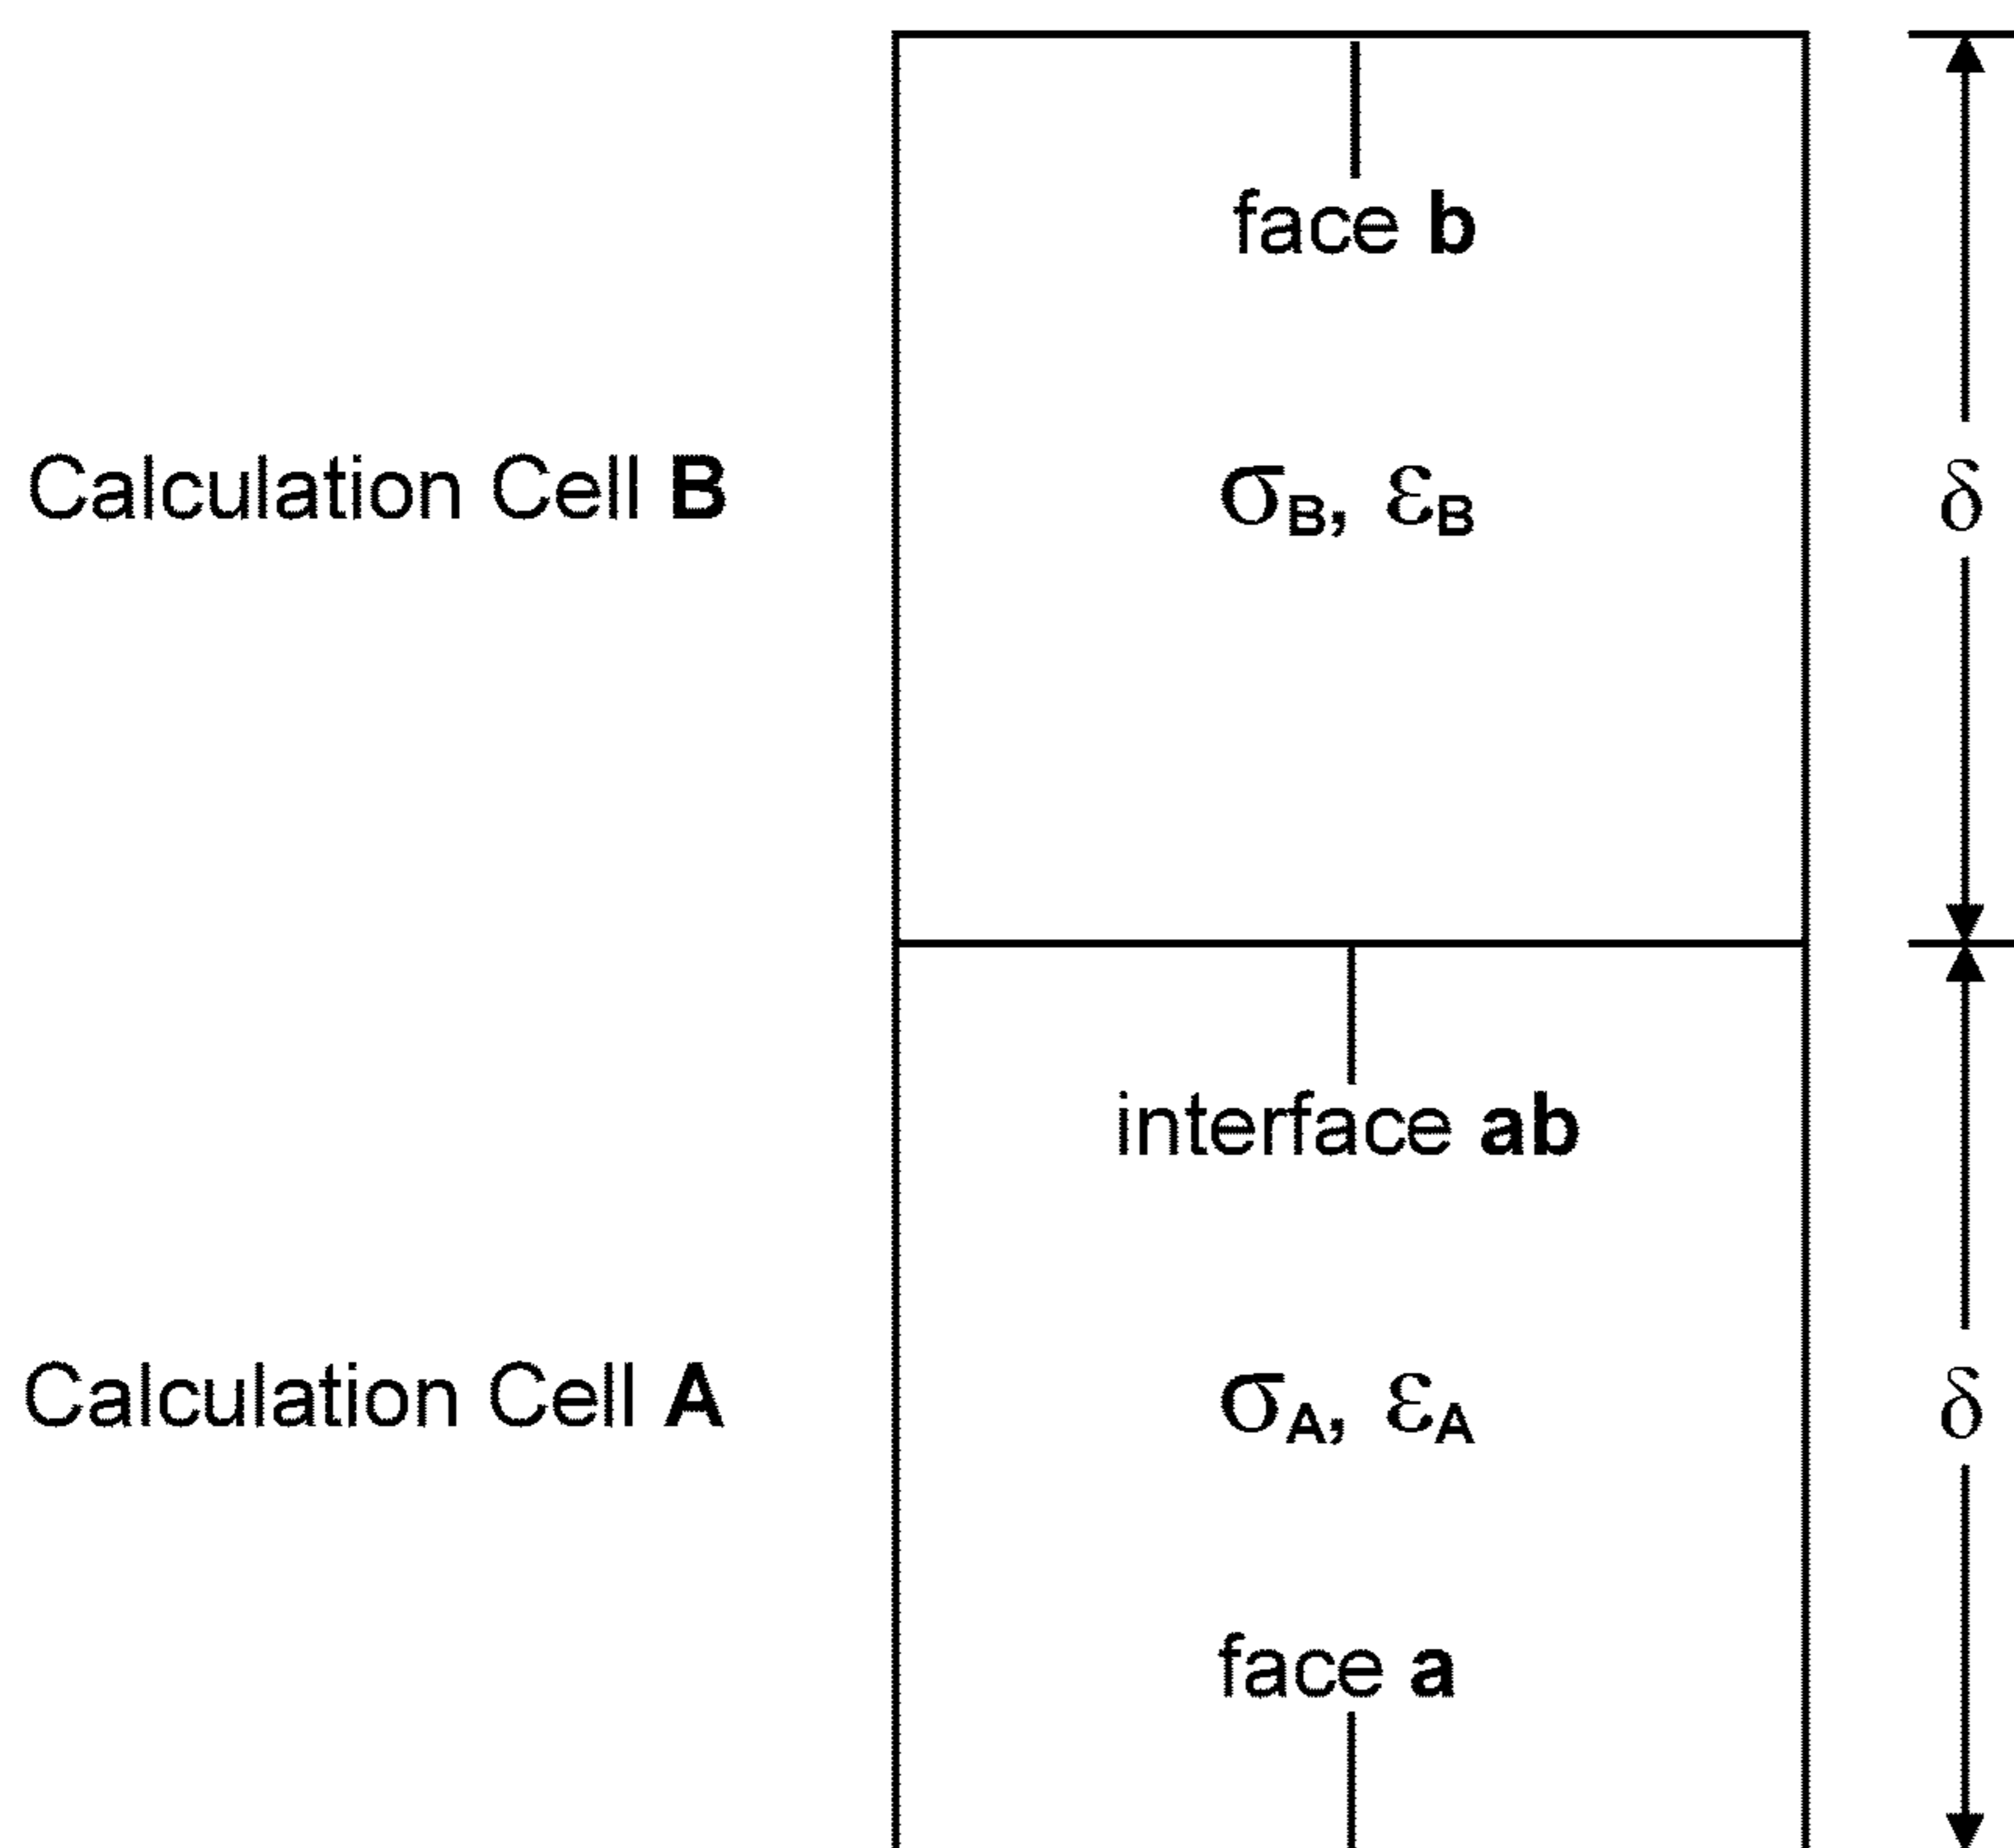 face b
Calculation Cell B
σB, εB
δ
interface ab
Calculation Cell A
σA, εA
δ
face a